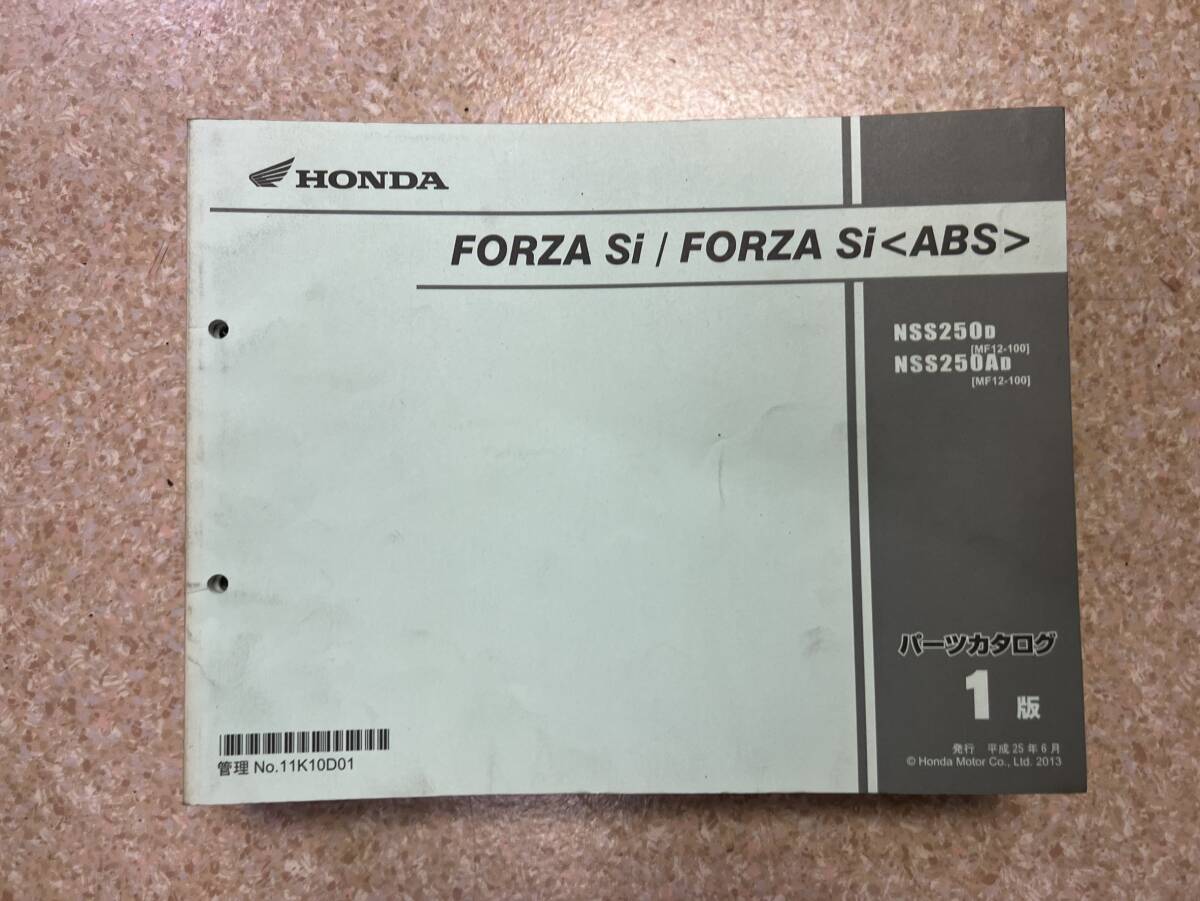 HONDA
FORZA Si / FORZA Si<ABS>
NSS250D
[MF12-100]
NSS250AD
[MF12-100]
パーツカタログ
1 版
発行 平成25年6月
© Honda Motor Co., Ltd. 2013
管理 No.11K10D01